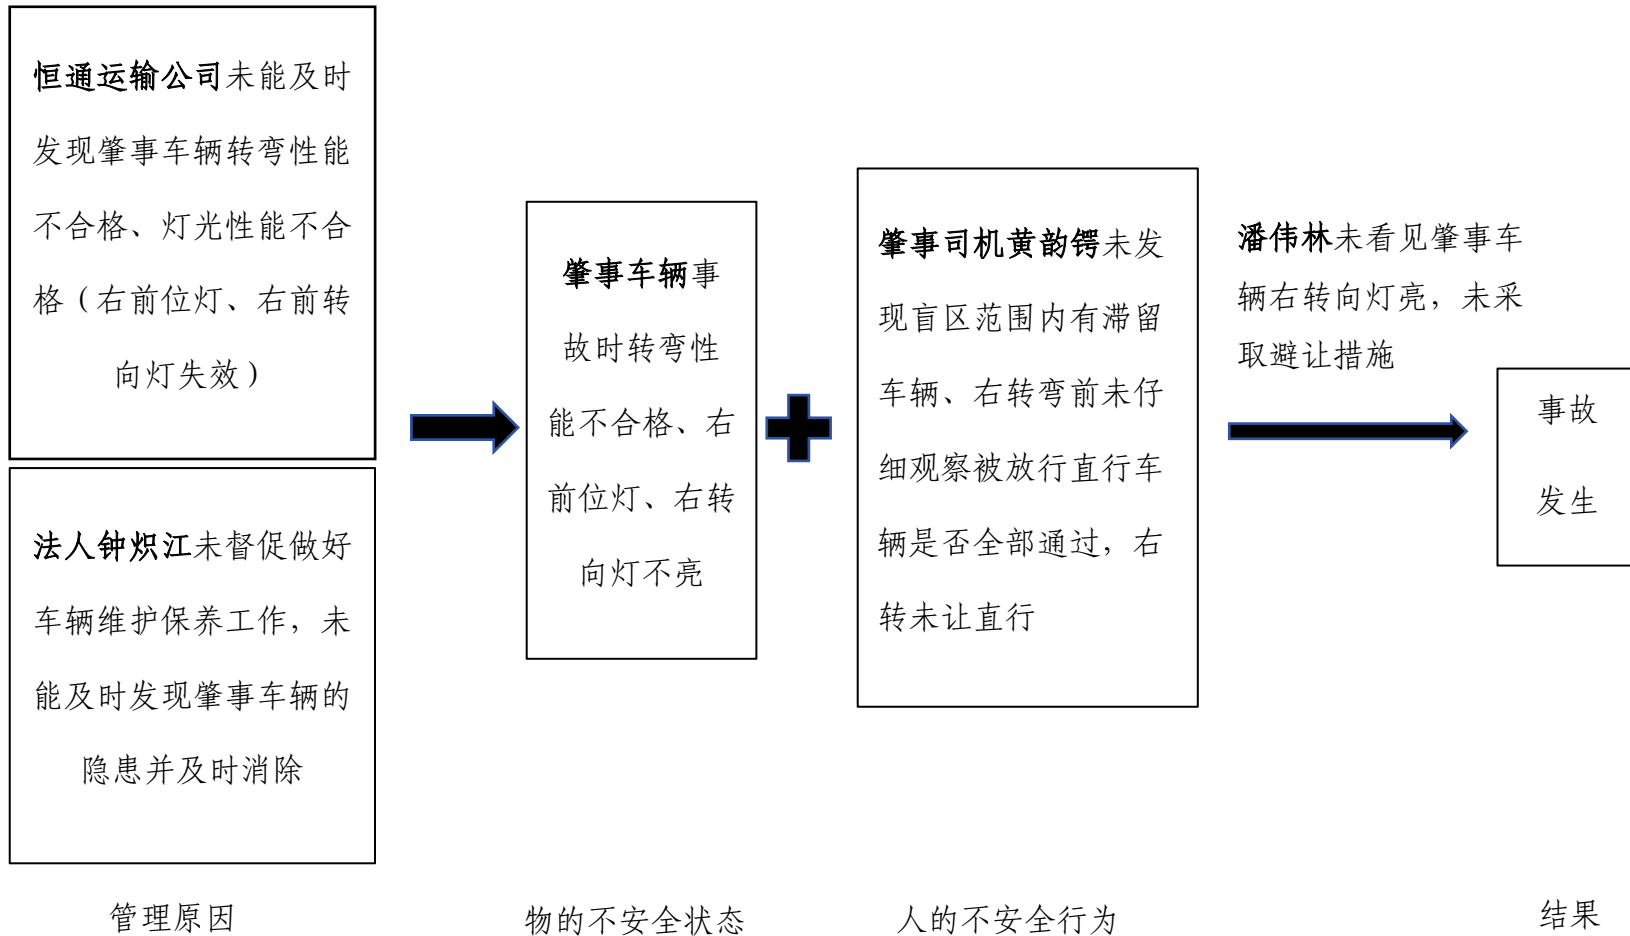 恒通运输公司未能及时
发现肇事车辆转弯性能
不合格、灯光性能不合
格（右前位灯、右前转
向灯失效）
法人钟炽江未督促做好
车辆维护保养工作，未
能及时发现肇事车辆的
隐患并及时消除
肇事车辆事
故时转弯性
能不合格、右
前位灯、右转
向灯不亮
肇事司机黄韵锷未发
现盲区范围内有滞留
车辆、右转弯前未仔
细观察被放行直行车
辆是否全部通过，右
转未让直行
潘伟林未看见肇事车
辆右转向灯亮，未采
取避让措施
事故
发生
管理原因
物的不安全状态
人的不安全行为
结果